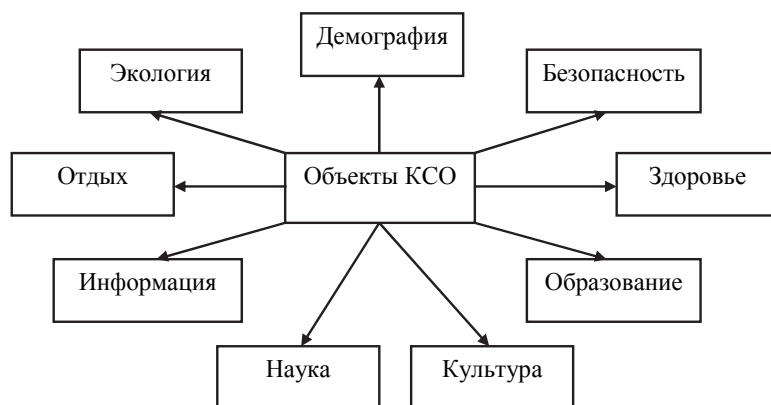 Демография
Экология
Безопасность
Отдых
Объекты КСО
Здоровье
Информация
Образование
Наука
Культура